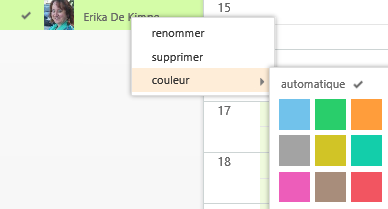 15
Erika De Kimpe
renommer
supprimer
couleur
automatique
17
18